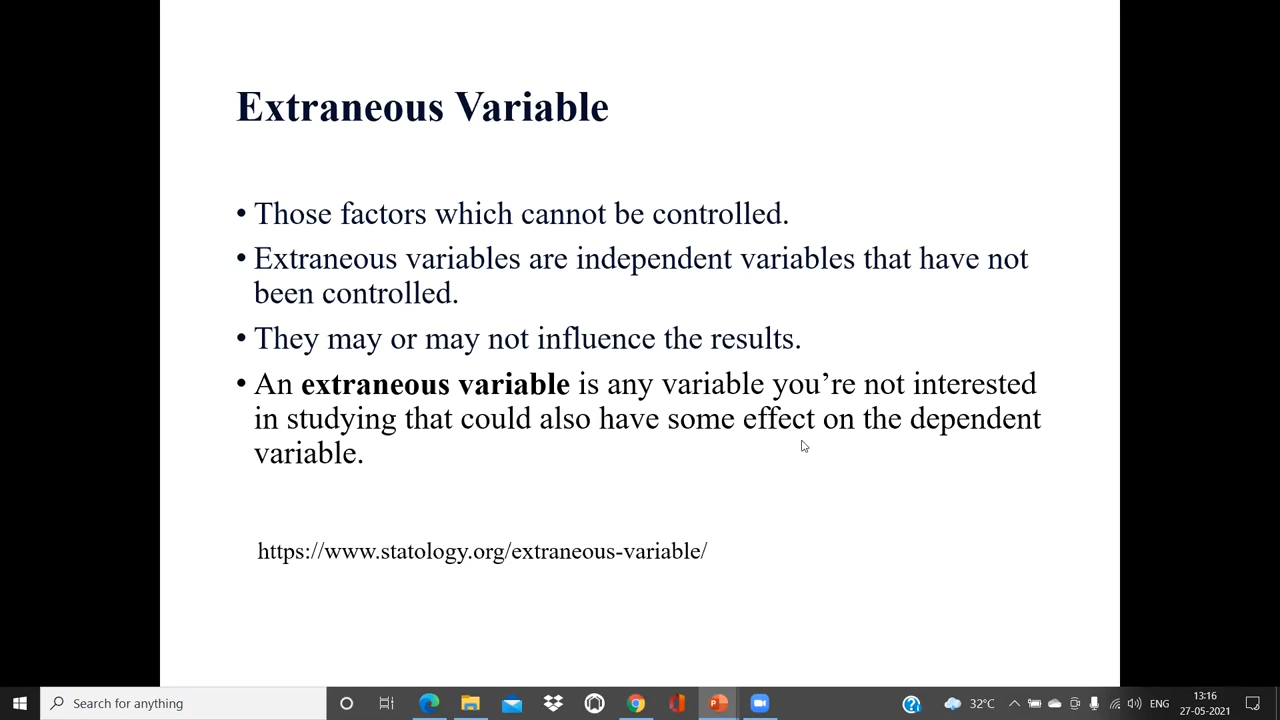 Extraneous Variable
• Those factors which cannot be controlled.
• Extraneous variables are independent variables that have not
been controlled.
• They may or may not influence the results.
• An extraneous variable is any variable you’re not interested
in studying that could also have some effect on the dependent
variable.
https://www.statology.org/extraneous-variable/
Search for anything
32°C
ENG
13:16
27-05-2021